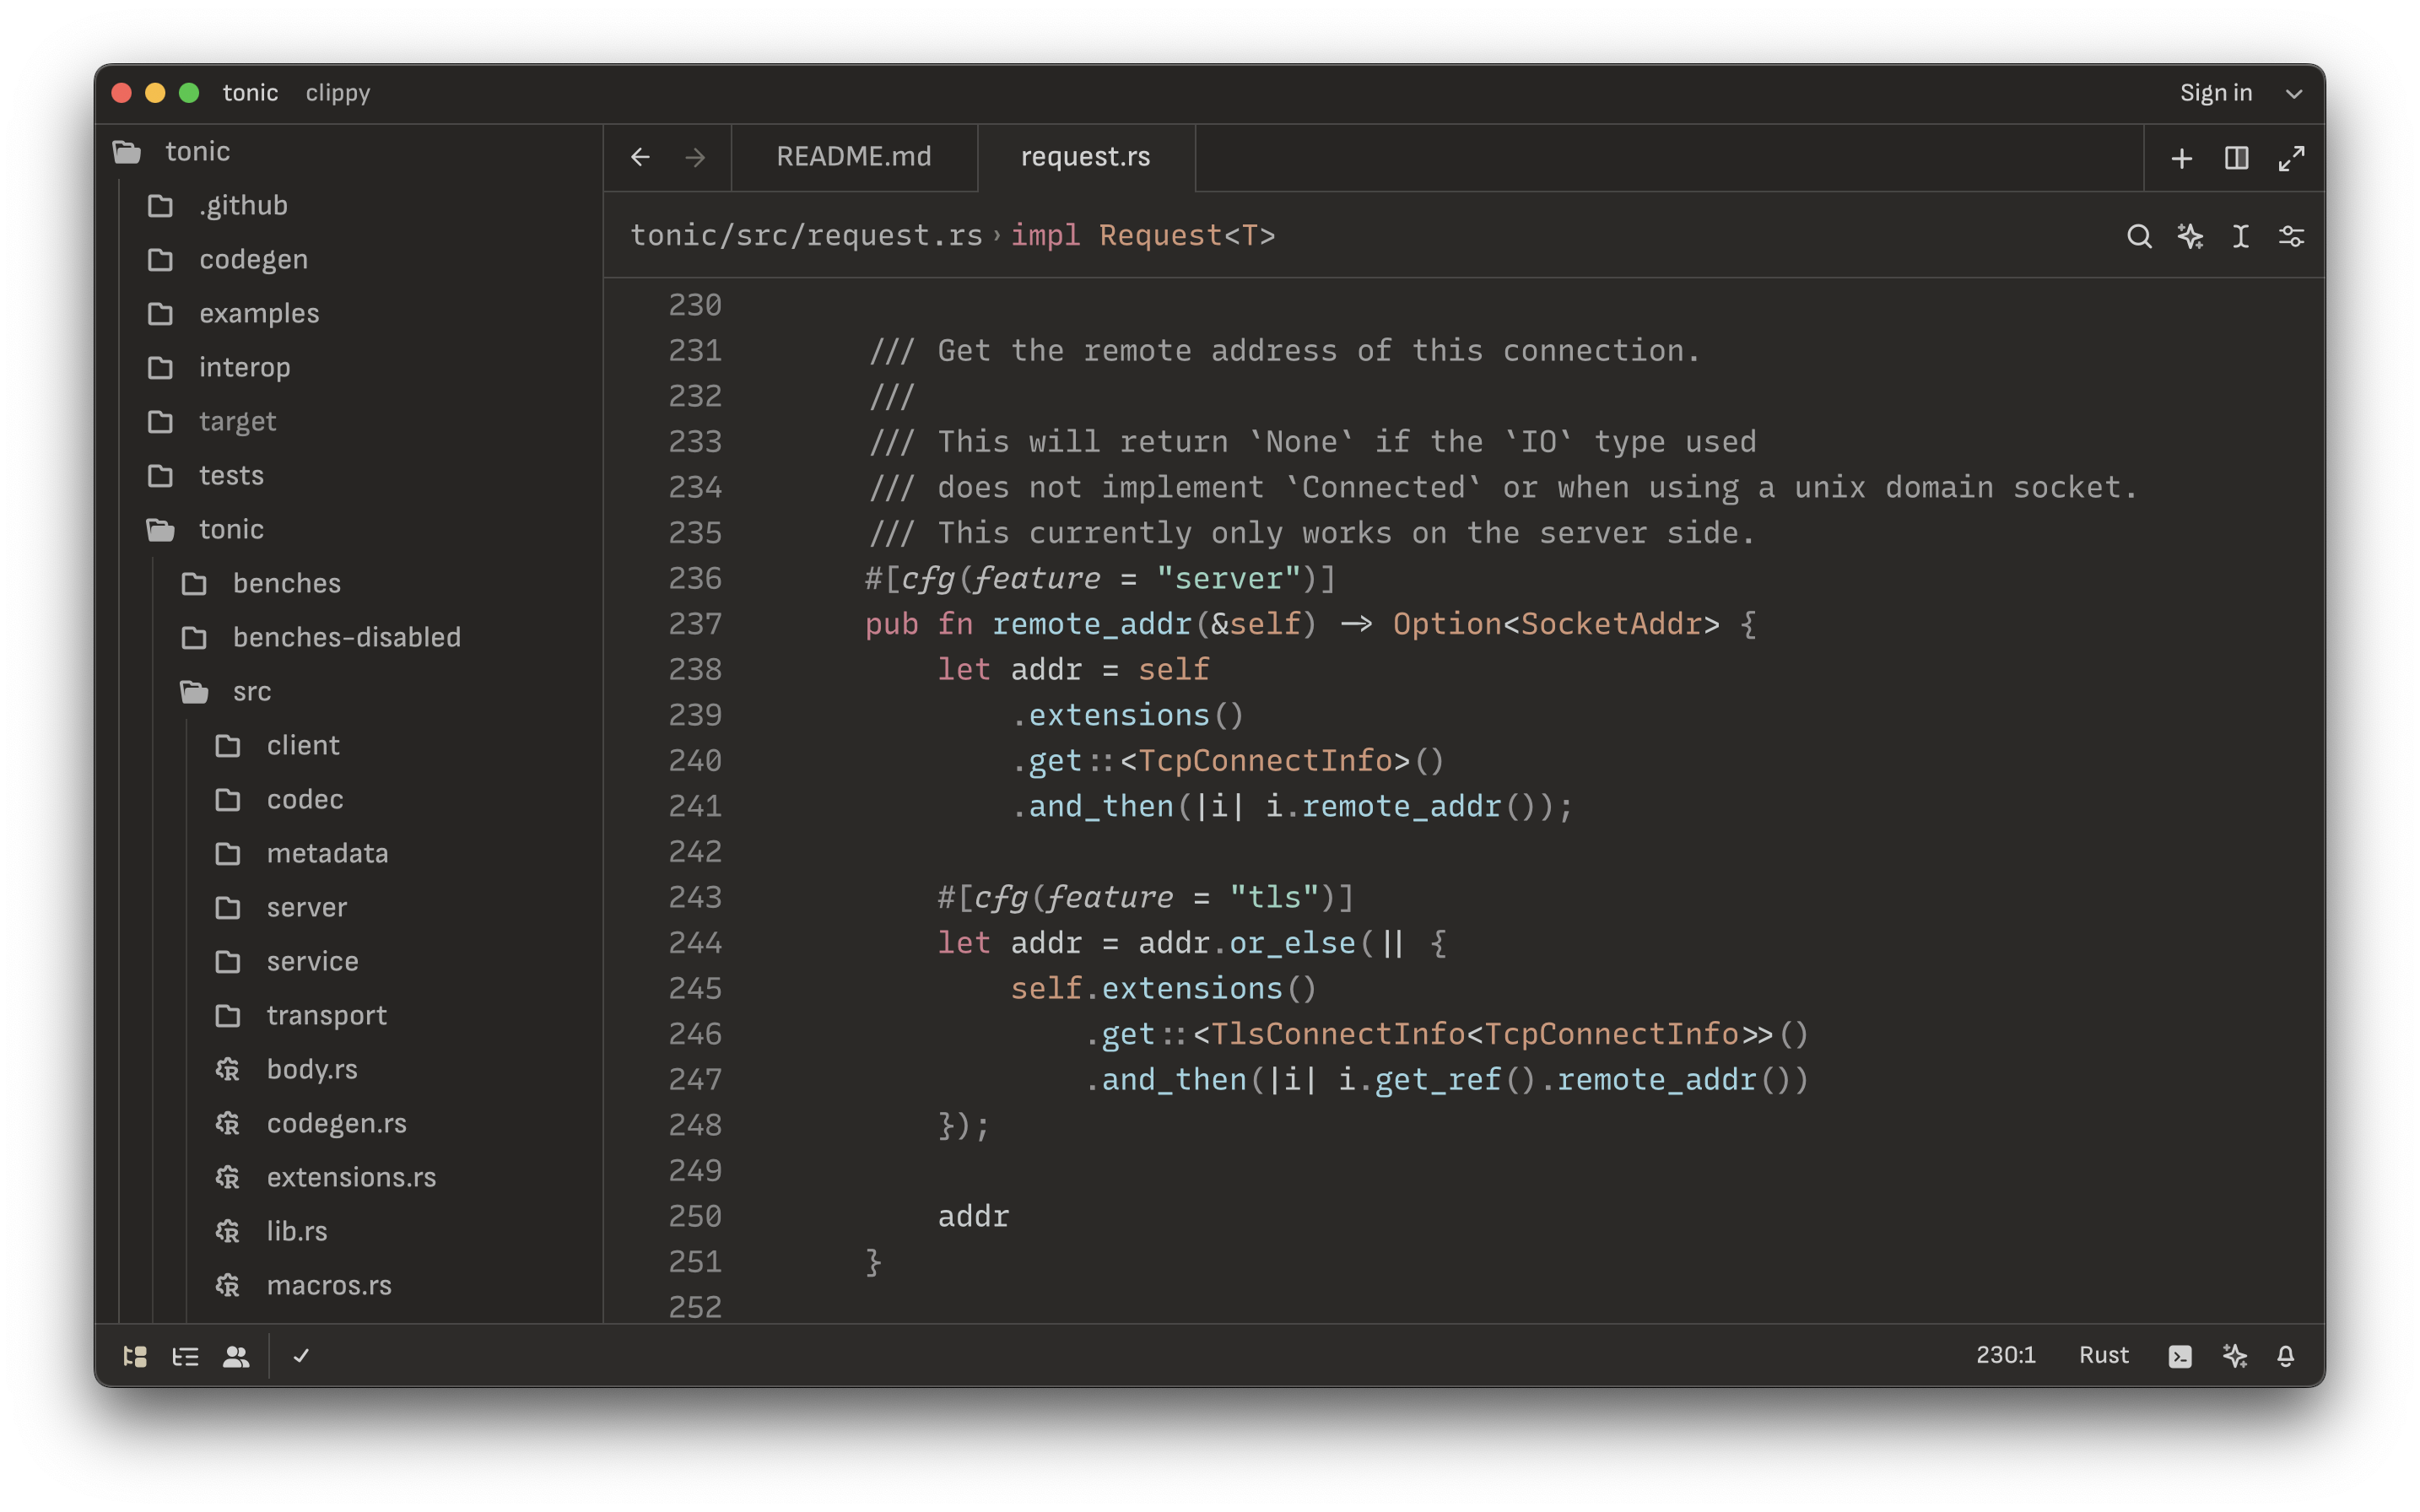 tonic clippy
Sign in
tonic
.github
codegen
examples
interop
target
tests
tonic
benches
benches-disabled
src
client
codec
metadata
server
service
transport
body.rs
codegen.rs
extensions.rs
lib.rs
macros.rs
README.md request.rs
tonic/src/request.rs › impl Request<T>
230
231         /// Get the remote address of this connection.
232         ///
233         /// This will return `None` if the `IO` type used
234         /// does not implement `Connected` or when using a unix domain socket.
235         /// This currently only works on the server side.
236         #[cfg(feature = "server")]
237         pub fn remote_addr(&self) -> Option<SocketAddr> {
238             let addr = self
239                 .extensions()
240                 .get::<TcpConnectInfo>()
241                 .and_then(|i| i.remote_addr());
242
243             #[cfg(feature = "tls")]
244             let addr = addr.or_else(|| {
245                 self.extensions()
246                     .get::<TlsConnectInfo<TcpConnectInfo>>()
247                     .and_then(|i| i.get_ref().remote_addr())
248             });
249
250             addr
251         }
252
230:1 Rust